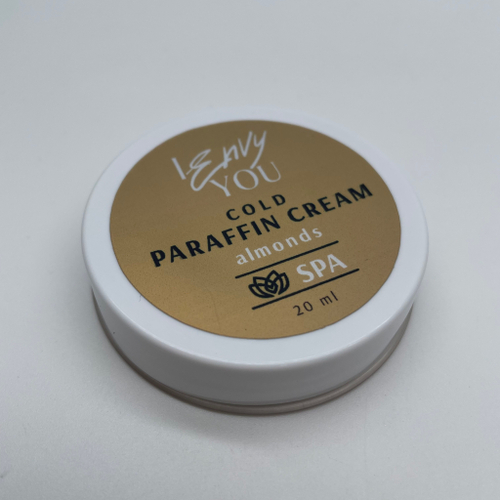 I Envy
YOU
COLD
PARAFFIN CREAM
almonds
SPA
20 ml